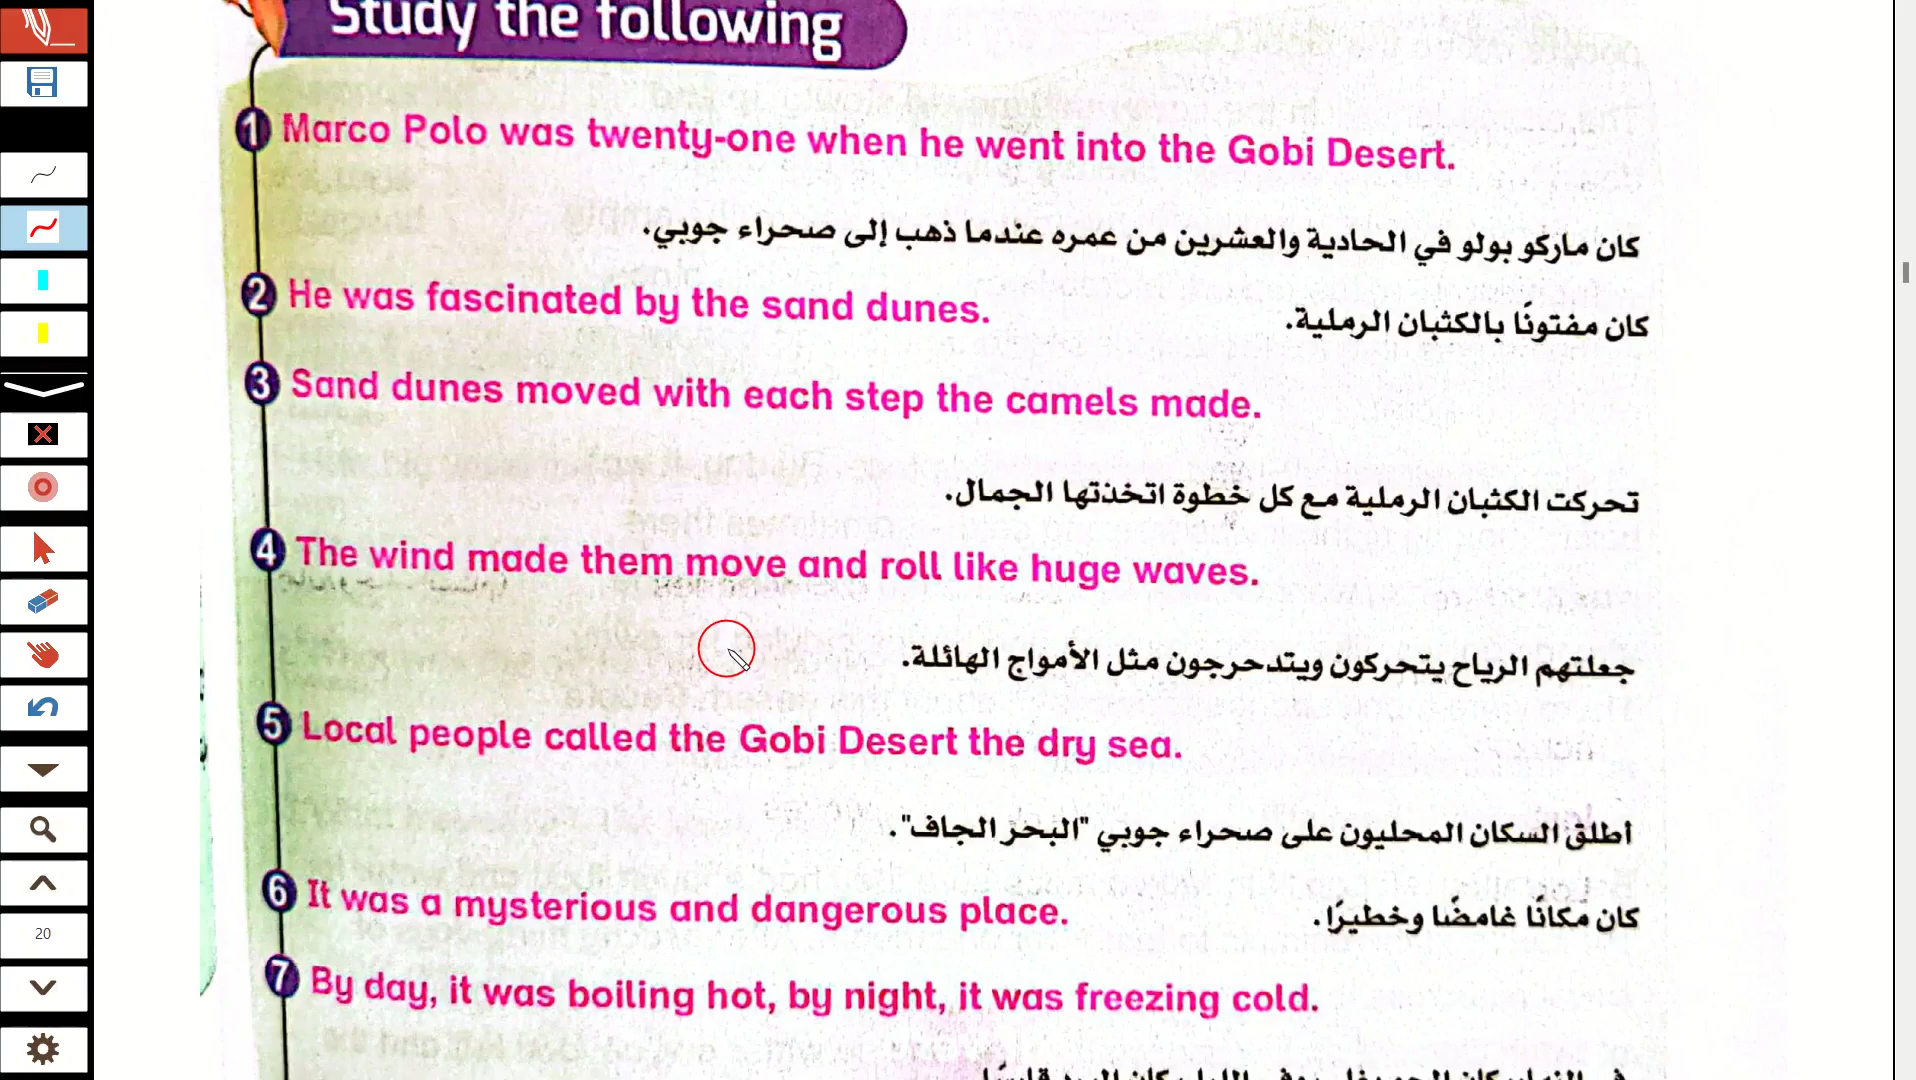 Study the following
1 Marco Polo was twenty-one when he went into the Gobi Desert.
كان ماركو بولو في الحادية والعشرين من عمره عندما ذهب إلى صحراء جوبي.
2 He was fascinated by the sand dunes.
كان مفتونًا بالكثبان الرملية.
3 Sand dunes moved with each step the camels made.
تحركت الكثبان الرملية مع كل خطوة اتخذتها الجمال.
4 The wind made them move and roll like huge waves.
جعلتهم الرياح يتحركون ويتدحرجون مثل الأمواج الهائلة.
5 Local people called the Gobi Desert the dry sea.
أطلق السكان المحليون على صحراء جوبي "البحر الجاف".
6 It was a mysterious and dangerous place.
كان مكانًا غامضًا وخطيرًا.
7 By day, it was boiling hot, by night, it was freezing cold.
20